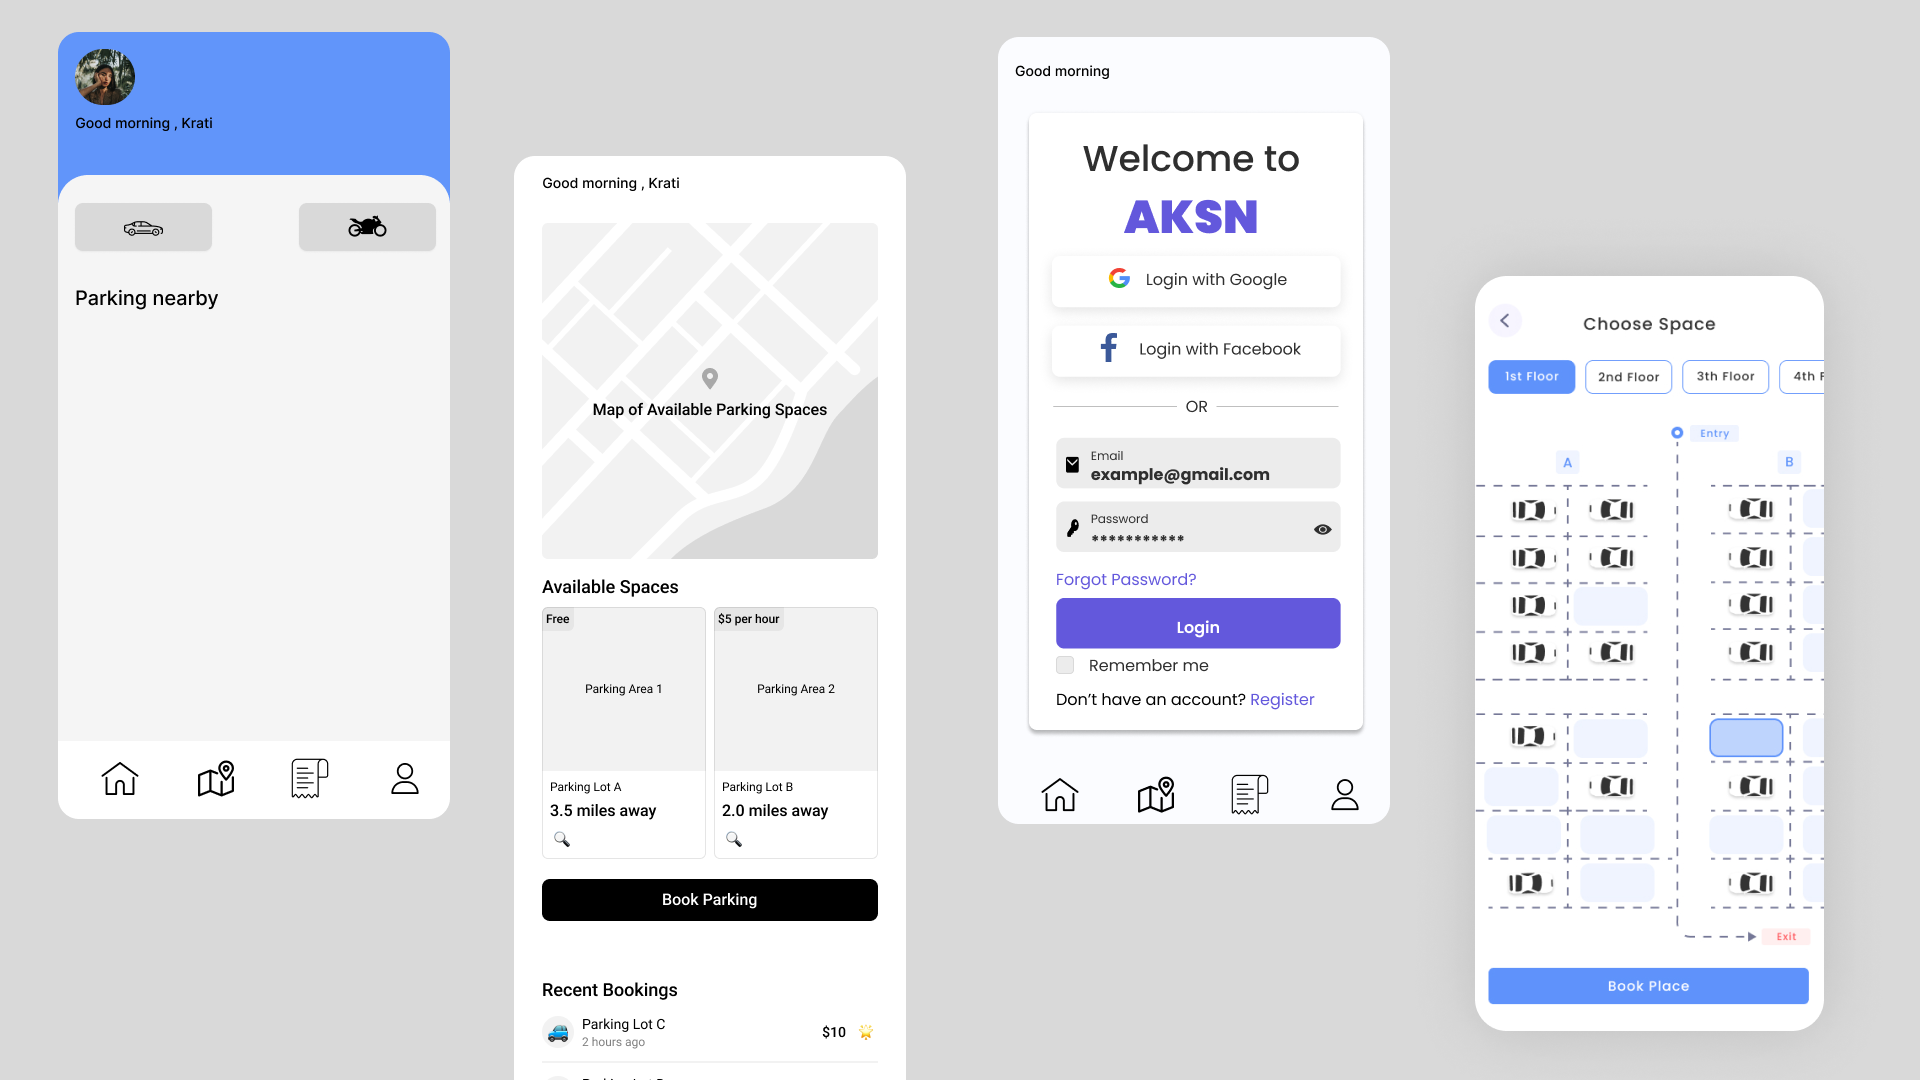 Good morning , Krati
Parking nearby
Good morning , Krati
Map of Available Parking Spaces
Available Spaces
Free
Parking Area 1
Parking Lot A
3.5 miles away
$5 per hour
Parking Area 2
Parking Lot B
2.0 miles away
Book Parking
Recent Bookings
Parking Lot C
2 hours ago
$10
Good morning
Welcome to
AKSN
Login with Google
Login with Facebook
OR
Email
example@gmail.com
Password
***********
Forgot Password?
Login
Remember me
Don’t have an account? Register
Choose Space
1st Floor
2nd Floor
3th Floor
4th F
Entry
A
B
Exit
Book Place